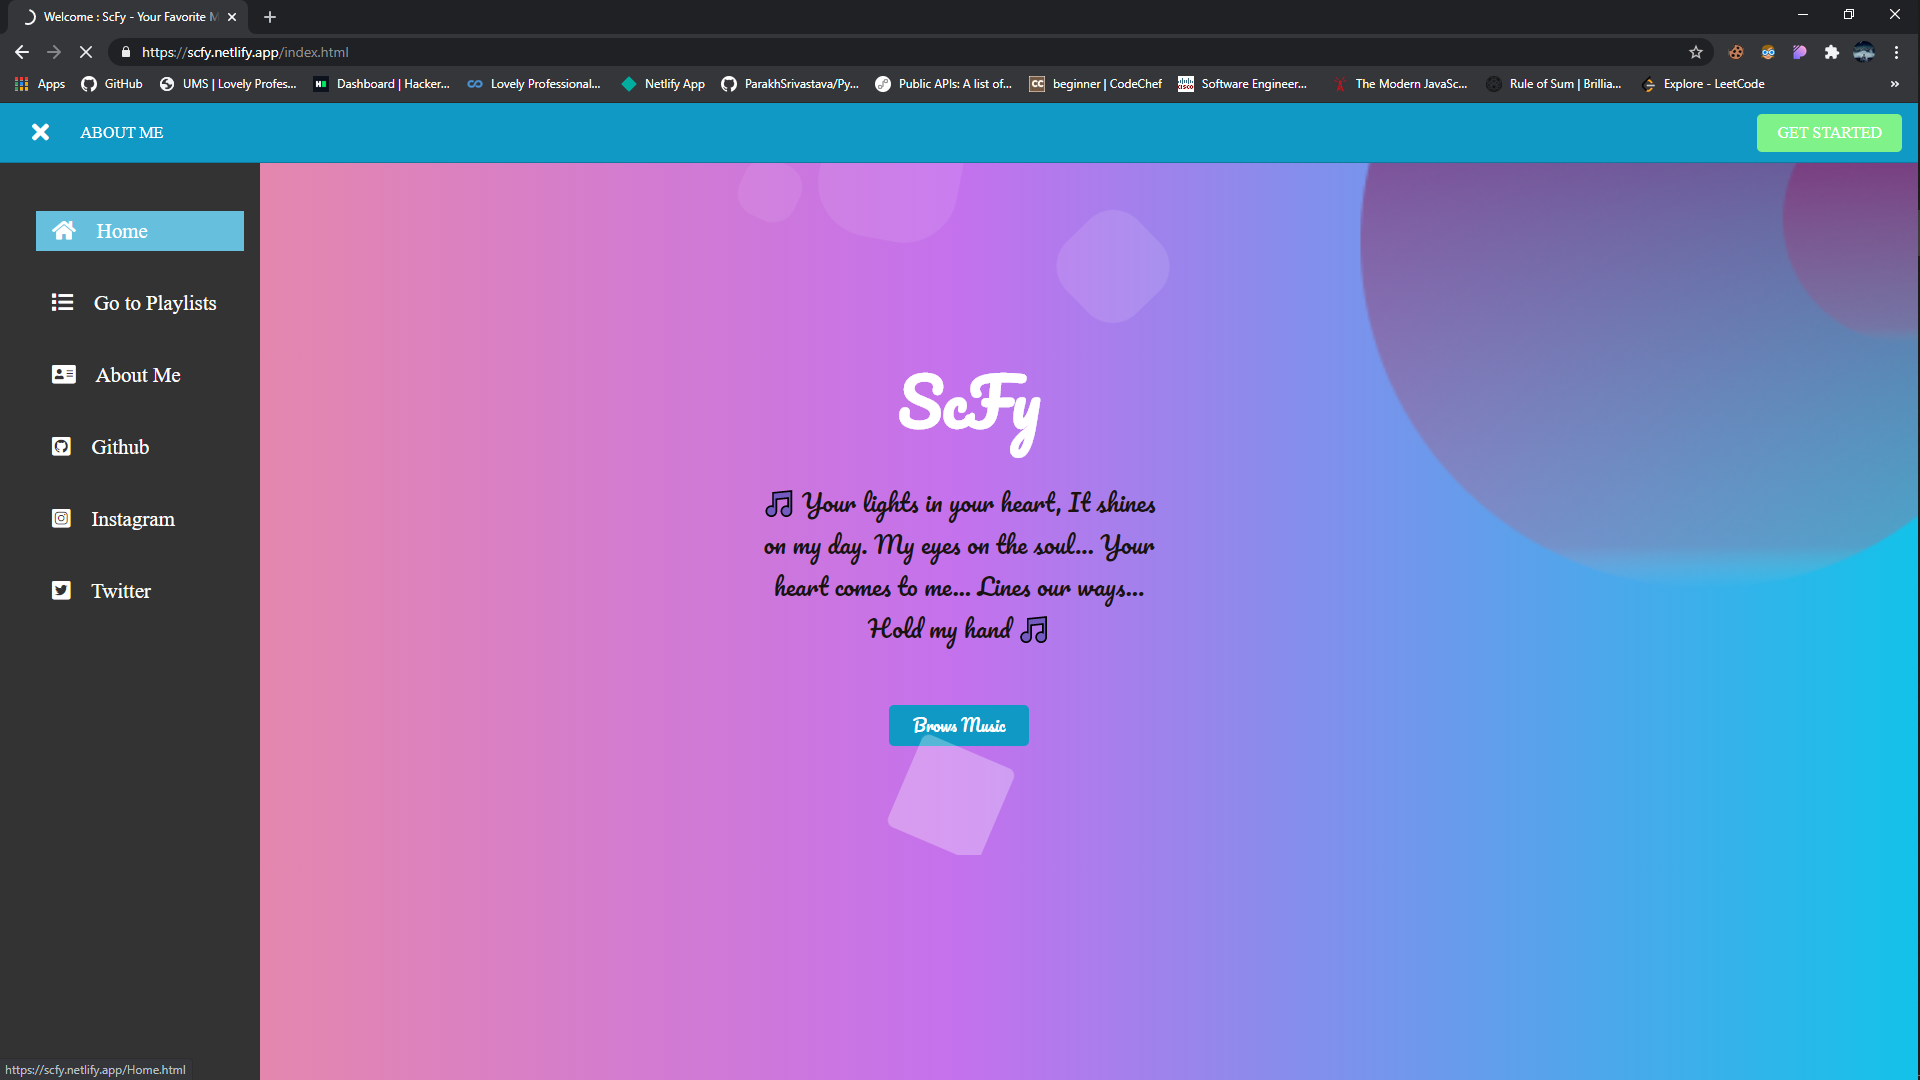 Welcome : ScFy - Your Favorite M
https://scfy.netlify.app/index.html
Apps GitHub UMS | Lovely Profes... Dashboard | Hacker... Lovely Professional... Netlify App ParakhSrivastava/Py... Public APIs: A list of... CC beginner | CodeChef Software Engineer... The Modern JavaSc... Rule of Sum | Brillia... Explore - LeetCode »
ABOUT ME GET STARTED
Home
Go to Playlists
About Me
Github
Instagram
Twitter
ScFy
🎵 Your lights in your heart, It shines
on my day. My eyes on the soul... Your
heart comes to me... Lines our ways...
Hold my hand 🎵
Brows Music
https://scfy.netlify.app/Home.html